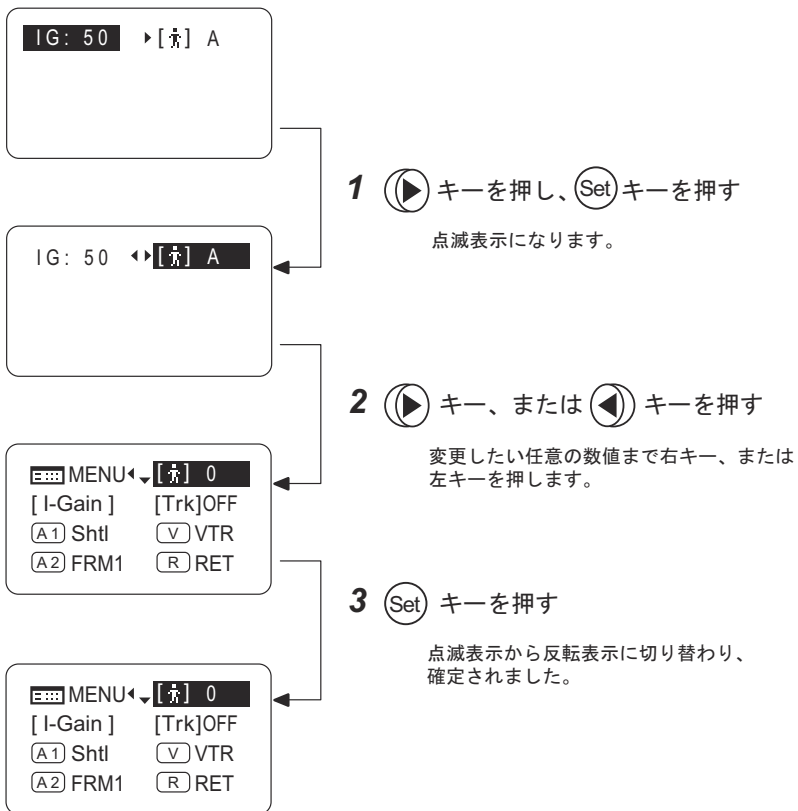 IG: 50 [ ] A
1 キーを押し、Setキーを押す
点滅表示になります。
IG: 50 [ ] A
2 キー、または キーを押す
変更したい任意の数値まで右キー、または
左キーを押します。
MENU [ ] 0
[ I-Gain ] [Trk]OFF
A1 Shtl V VTR
A2 FRM1 R RET
3 Set キーを押す
点滅表示から反転表示に切り替わり、
確定されました。
MENU [ ] 0
[ I-Gain ] [Trk]OFF
A1 Shtl V VTR
A2 FRM1 R RET